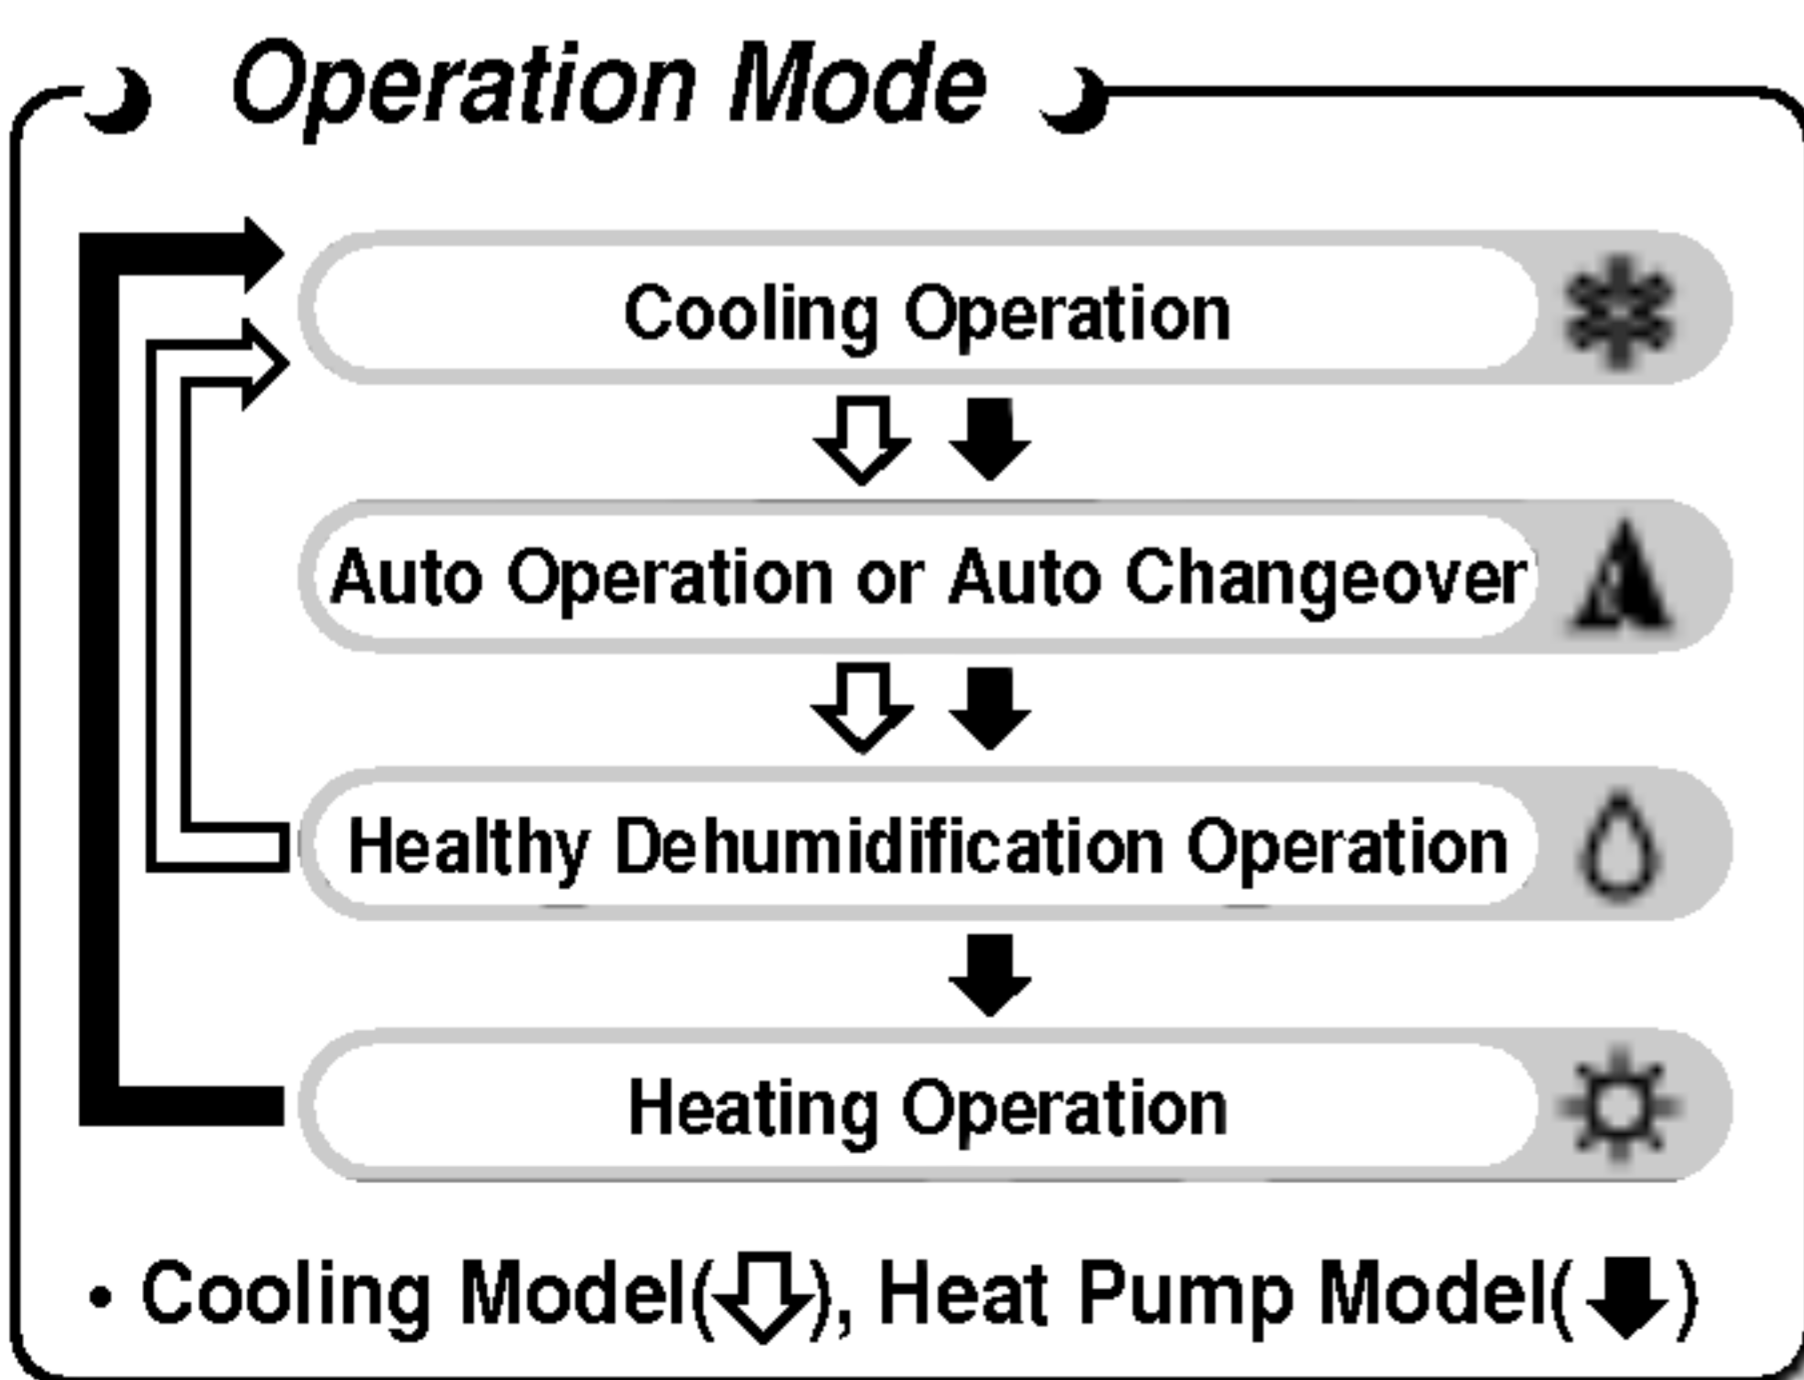 Operation Mode
Cooling Operation
Auto Operation or Auto Changeover
Healthy Dehumidification Operation
Heating Operation
• Cooling Model(⇩), Heat Pump Model(⬇)